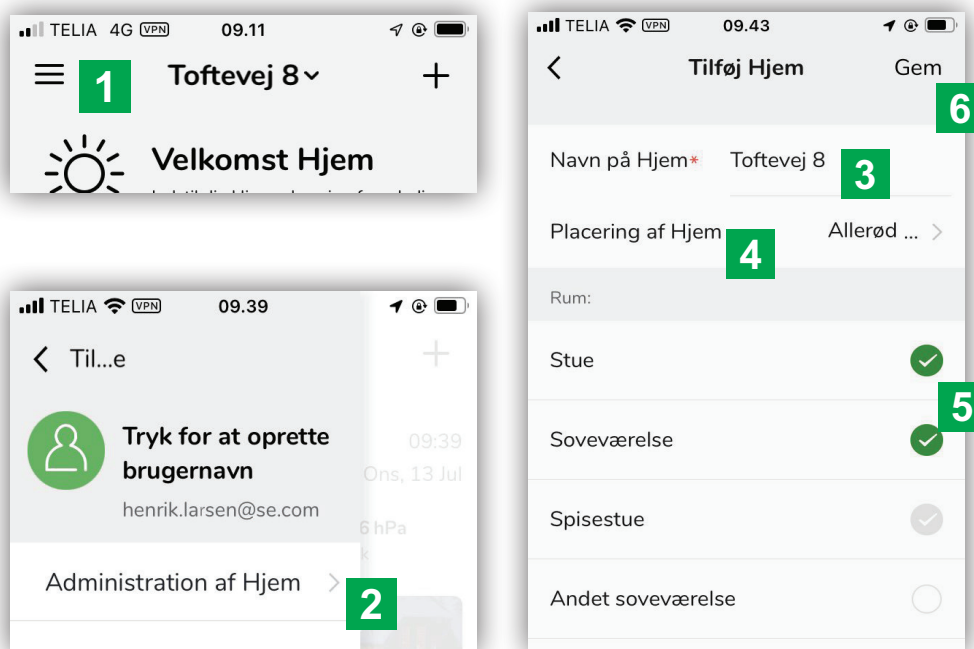 TELIA 4G VPN 09.11
1 Toftevej 8
Velkomst Hjem
TELIA VPN 09.39
Til...e
Tryk for at oprette
brugernavn
henrik.larsen@se.com
09:39
Ons, 13 Jul
6 hPa
k
Administration af Hjem
2
TELIA VPN 09.43
Tilføj Hjem Gem
6
Navn på Hjem* Toftevej 8
3
Placering af Hjem Allerød ...
4
Rum:
Stue
5
Soveværelse
Spisestue
Andet soveværelse